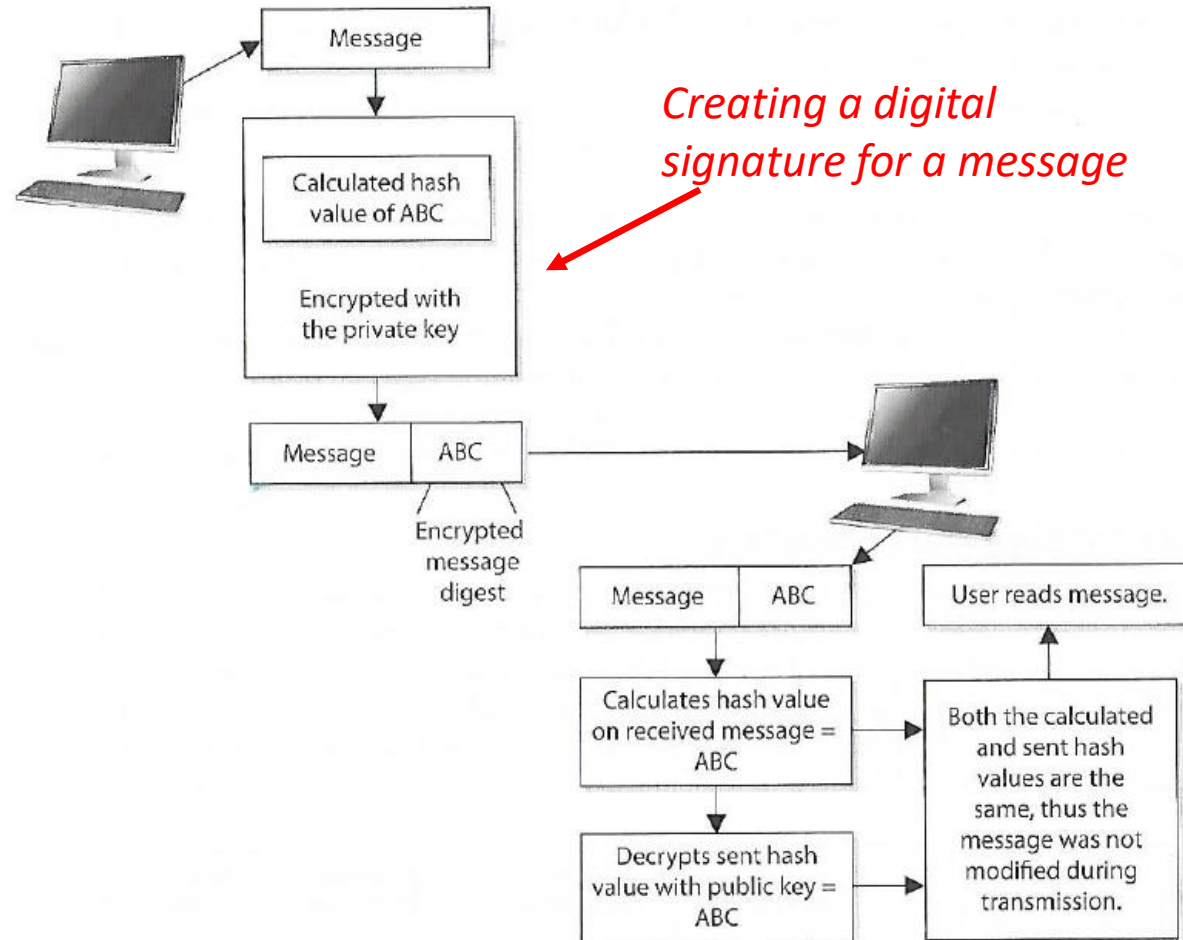 Message
Creating a digital
signature for a message
Calculated hash
value of ABC
Encrypted with
the private key
Message
ABC
Encrypted
message
digest
Message
ABC
User reads message.
Calculates hash value
on received message =
ABC
Both the calculated
and sent hash
values are the
same, thus the
message was not
modified during
transmission.
Decrypts sent hash
value with public key =
ABC